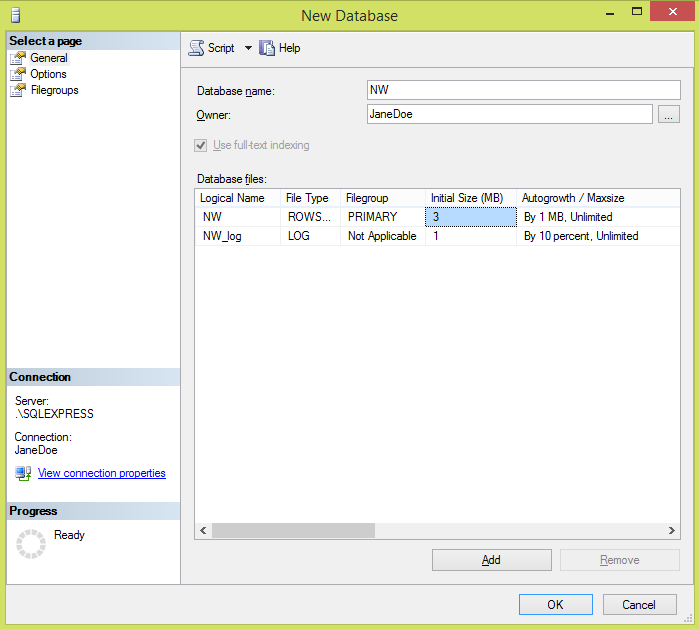 New Database
Select a page
General
Options
Filegroups
Script Help
Database name: NW
Owner: JaneDoe ...
Use full-text indexing
Database files:
Logical Name File Type Filegroup Initial Size (MB) Autogrowth / Maxsize
NW ROWS... PRIMARY 3 By 1 MB, Unlimited
NW_log LOG Not Applicable 1 By 10 percent, Unlimited
Connection
Server:
.\SQLEXPRESS
Connection:
JaneDoe
View connection properties
Progress
Ready
Add Remove
OK Cancel